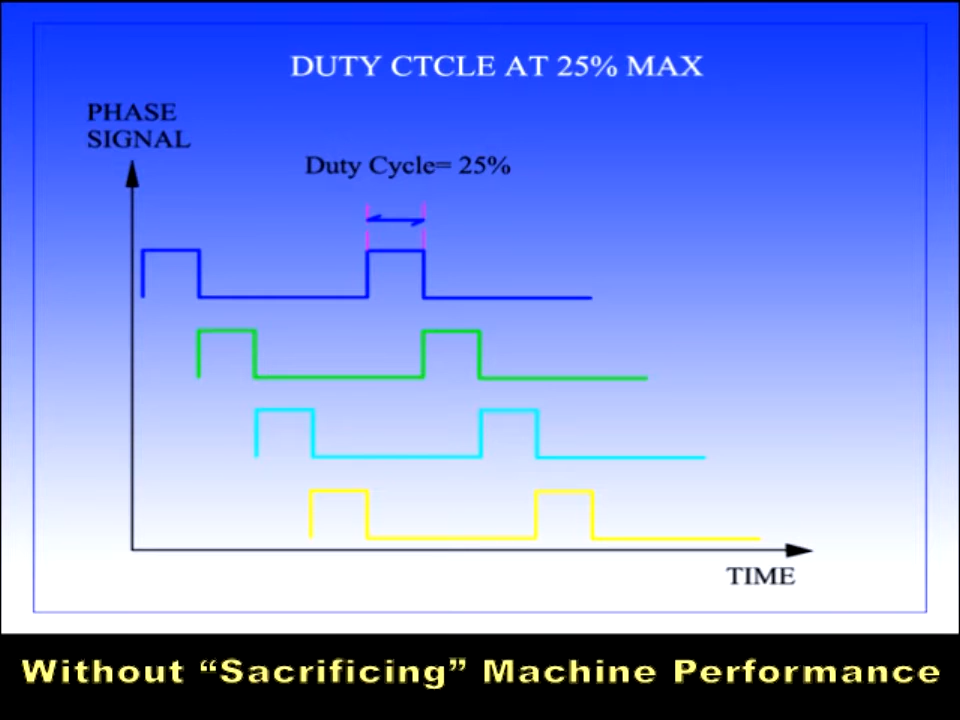 DUTY CTCLE AT 25% MAX
PHASE
SIGNAL
Duty Cycle= 25%
TIME
Without “Sacrificing” Machine Performance